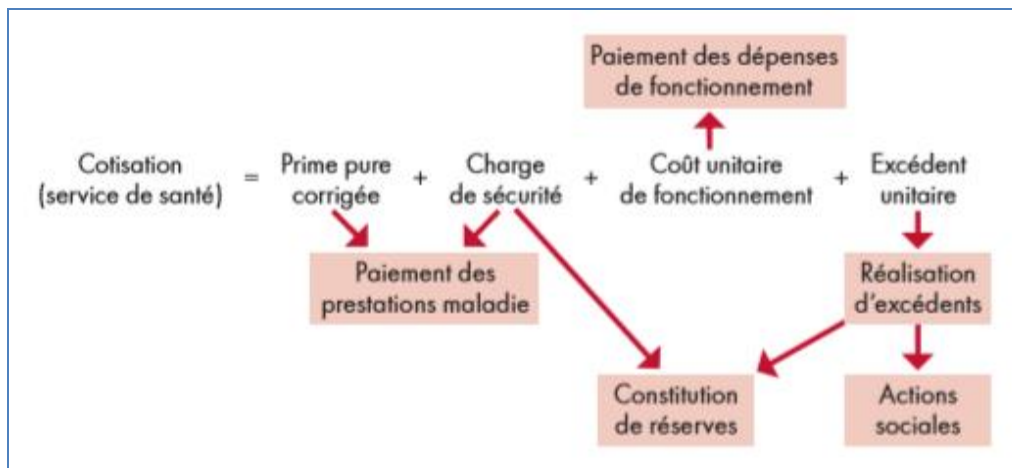 Paiement des dépenses
de fonctionnement
Cotisation
(service de santé)
=
Prime pure
corrigée
+
Charge
de sécurité
+
Coût unitaire
de fonctionnement
+
Excédent
unitaire
Paiement des
prestations maladie
Réalisation
d'excédents
Constitution
de réserves
Actions
sociales